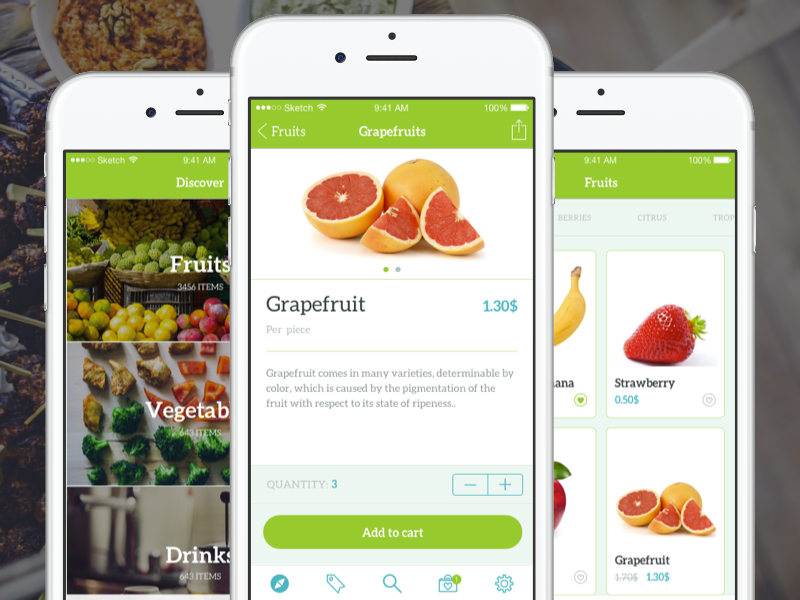 Sketch 9:41 AM
Discover
Fruits
3456 ITEMS
643 ITEMS
Drinks
643 ITEMS
Sketch 9:41 AM 100%
Fruits Grapefruits
Grapefruit 1.30$
Per piece
Grapefruit comes in many varieties, determinable by
color, which is caused by the pigmentation of the
fruit with respect to its state of ripeness..
QUANTITY: 3
Add to cart
9:41 AM 100%
Fruits
BERRIES CITRUS TROP
ana
Strawberry
0.50$
Grapefruit
1.70$ 1.30$